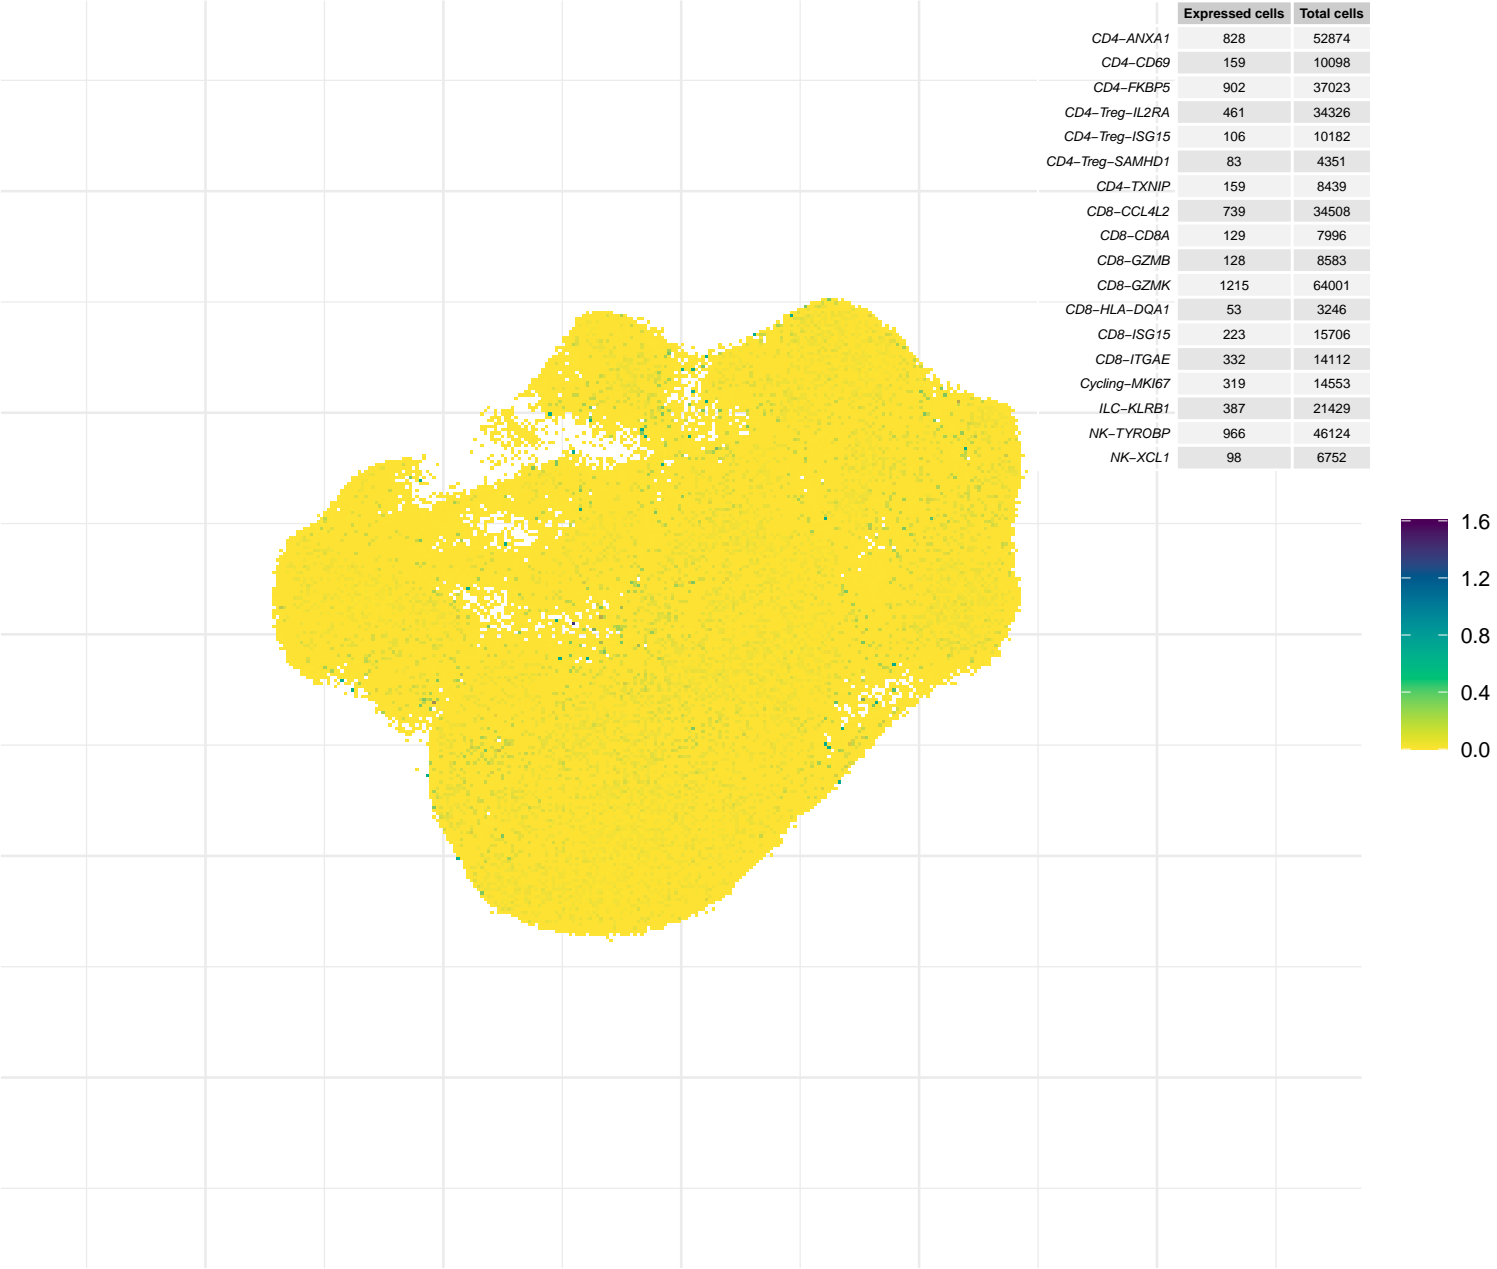 Expressed cells Total cells
CD4−ANXA1 828 52874
CD4−CD69 159 10098
CD4−FKBP5 902 37023
CD4−Treg−IL2RA 461 34326
CD4−Treg−ISG15 106 10182
CD4−Treg−SAMHD1 83 4351
CD4−TXNIP 159 8439
CD8−CCL4L2 739 34508
CD8−CD8A 129 7996
CD8−GZMB 128 8583
CD8−GZMK 1215 64001
CD8−HLA−DQA1 53 3246
CD8−ISG15 223 15706
CD8−ITGAE 332 14112
Cycling−MKI67 319 14553
ILC−KLRB1 387 21429
NK−TYROBP 966 46124
NK−XCL1 98 6752
1.6
1.2
0.8
0.4
0.0